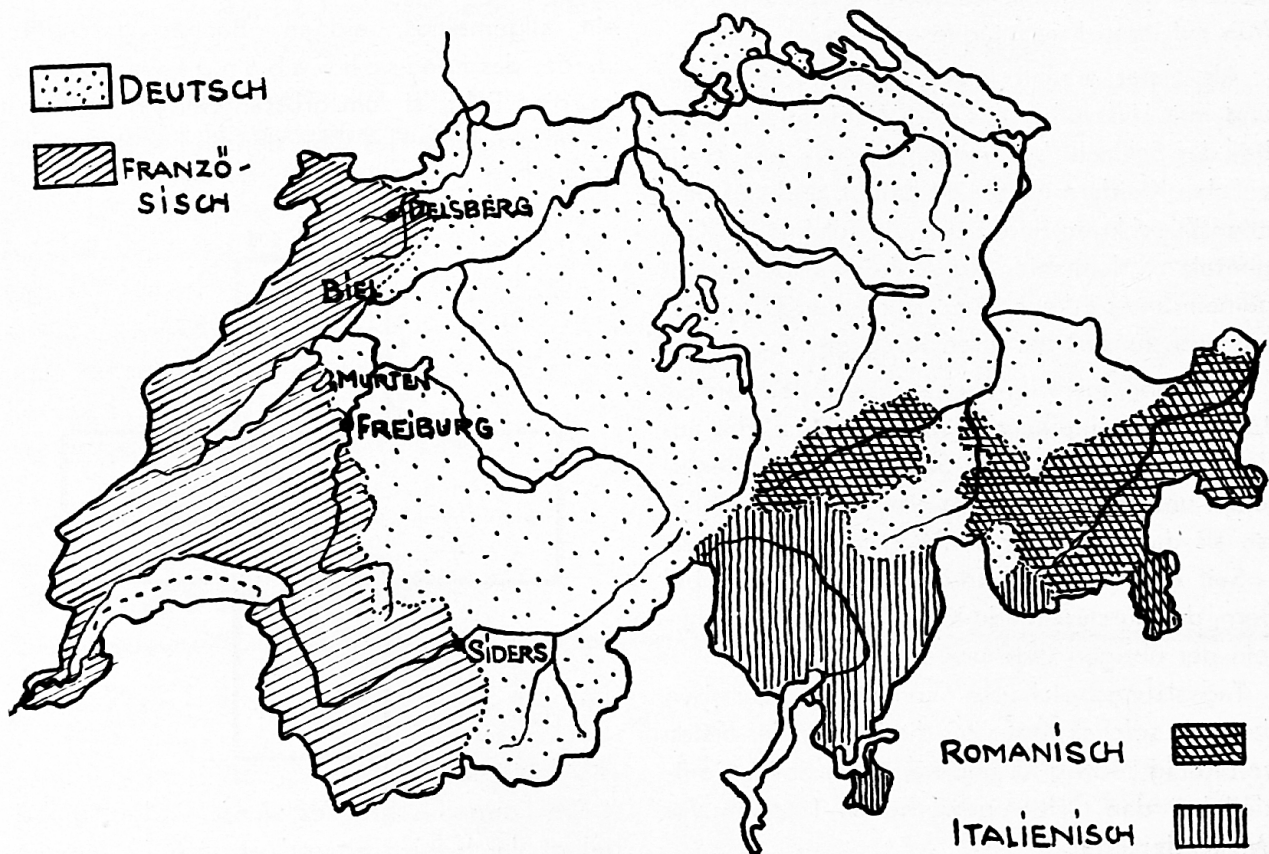 DEUTSCH
FRANZÖ-
SISCH
DELSBERG
BIEL
MURTEN
FREIBURG
SIDERS
ROMANISCH
ITALIENISCH